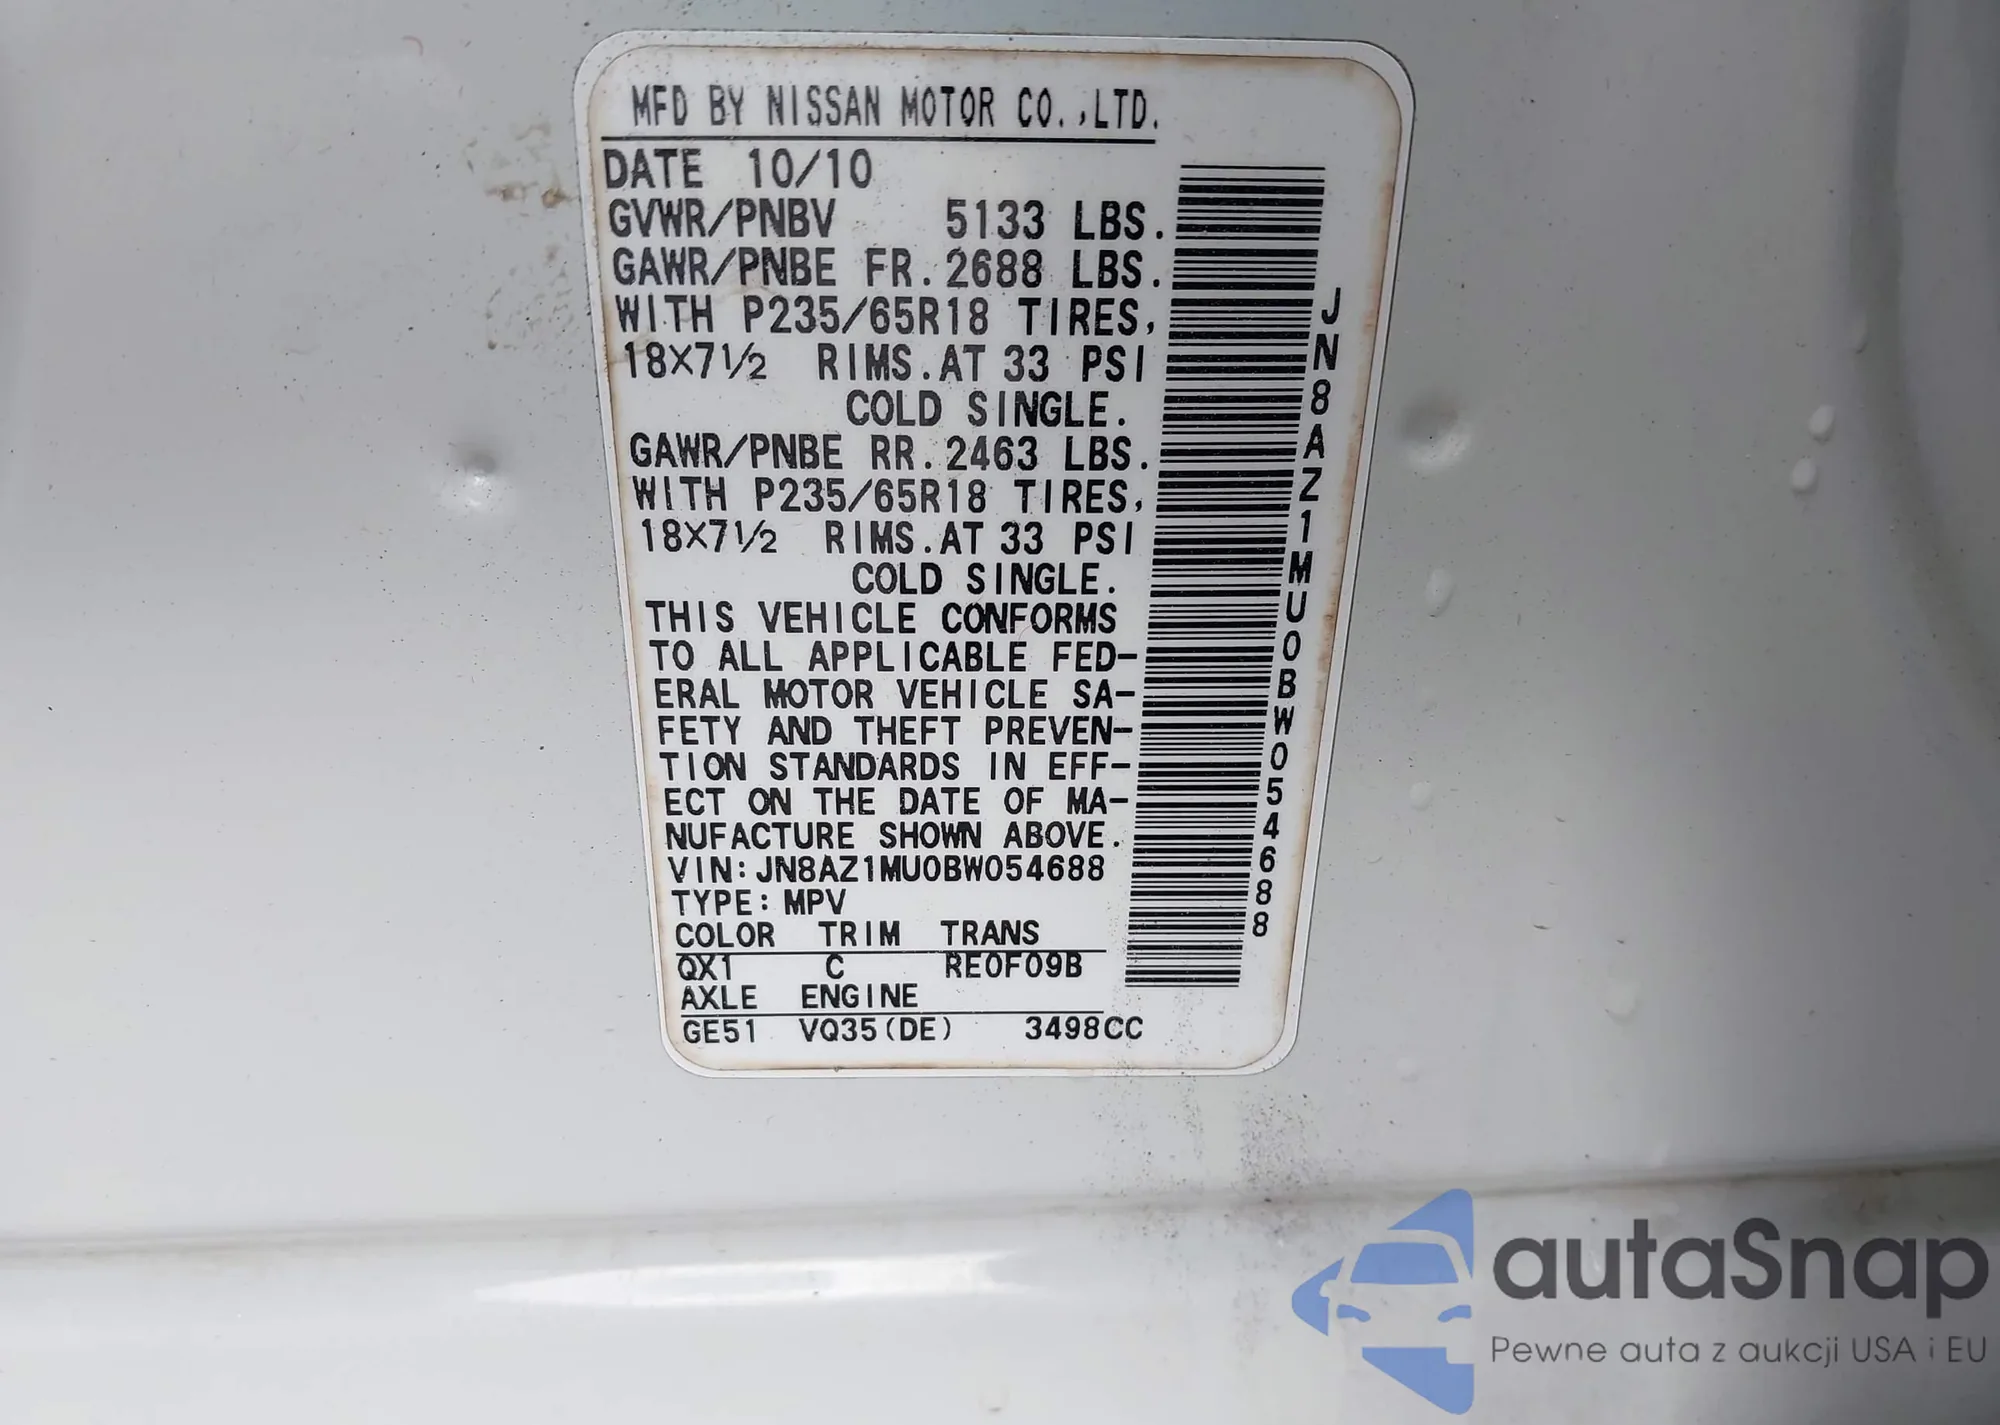 MFD BY NISSAN MOTOR CO.,LTD.
DATE 10/10
GVWR/PNBV 5133 LBS.
GAWR/PNBE FR. 2688 LBS.
WITH P235/65R18 TIRES,
18×7½ RIMS.AT 33 PSI
COLD SINGLE.
GAWR/PNBE RR. 2463 LBS.
WITH P235/65R18 TIRES,
18×7½ RIMS.AT 33 PSI
COLD SINGLE.
THIS VEHICLE CONFORMS
TO ALL APPLICABLE FED-
ERAL MOTOR VEHICLE SA-
FETY AND THEFT PREVEN-
TION STANDARDS IN EFF-
ECT ON THE DATE OF MA-
NUFACTURE SHOWN ABOVE.
VIN:JN8AZ1MU0BW054688
TYPE:MPV
COLOR TRIM TRANS
QX1 C RE0F09B
AXLE ENGINE
GE51 VQ35(DE) 3498CC
JN8AZ1MU0BW054688
autaSnap
Pewne auta z aukcji USA i EU